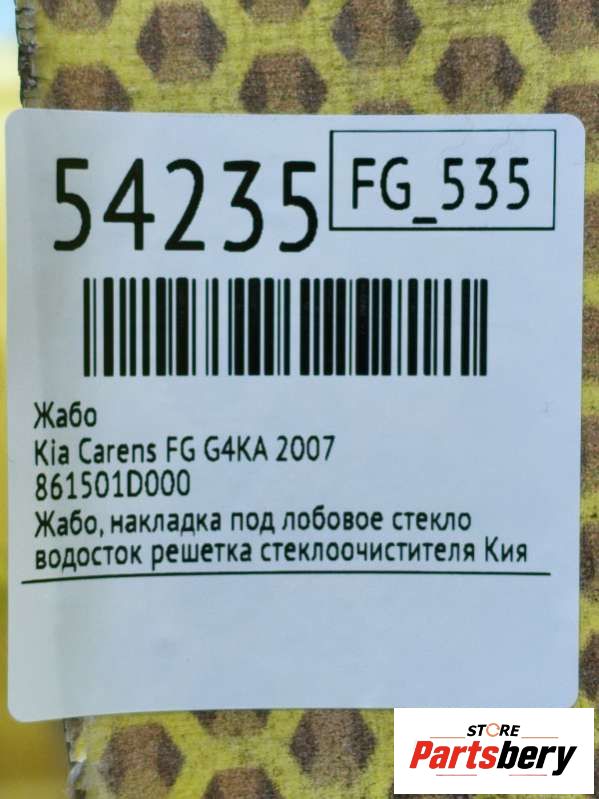 54235
FG_535
Жабо
Kia Carens FG G4KA 2007
861501D000
Жабо, накладка под лобовое стекло
водосток решетка стеклоочистителя Кия
STORE
Partsbery